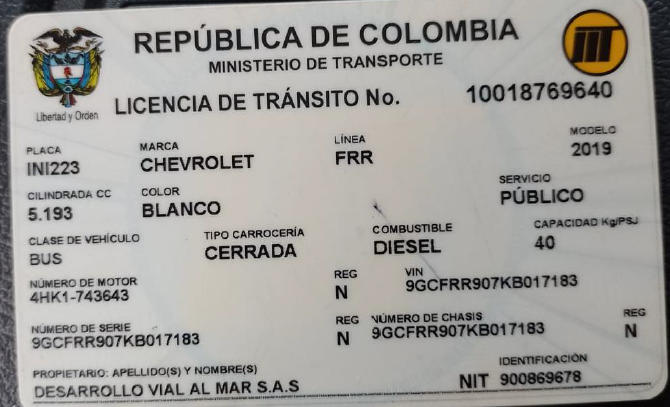 REPÚBLICA DE COLOMBIA
MINISTERIO DE TRANSPORTE
Libertad y Orden
LICENCIA DE TRÁNSITO No. 10018769640
PLACA MARCA LÍNEA MODELO
INI223 CHEVROLET FRR 2019
CILINDRADA CC COLOR SERVICIO
5.193 BLANCO PÚBLICO
CLASE DE VEHÍCULO TIPO CARROCERÍA COMBUSTIBLE CAPACIDAD Kg/PSJ
BUS CERRADA DIESEL 40
NÚMERO DE MOTOR REG VIN
4HK1-743643 N 9GCFRR907KB017183
NÚMERO DE SERIE REG NÚMERO DE CHASIS REG
9GCFRR907KB017183 N 9GCFRR907KB017183 N
PROPIETARIO: APELLIDO(S) Y NOMBRE(S) IDENTIFICACIÓN
DESARROLLO VIAL AL MAR S.A.S NIT 900869678